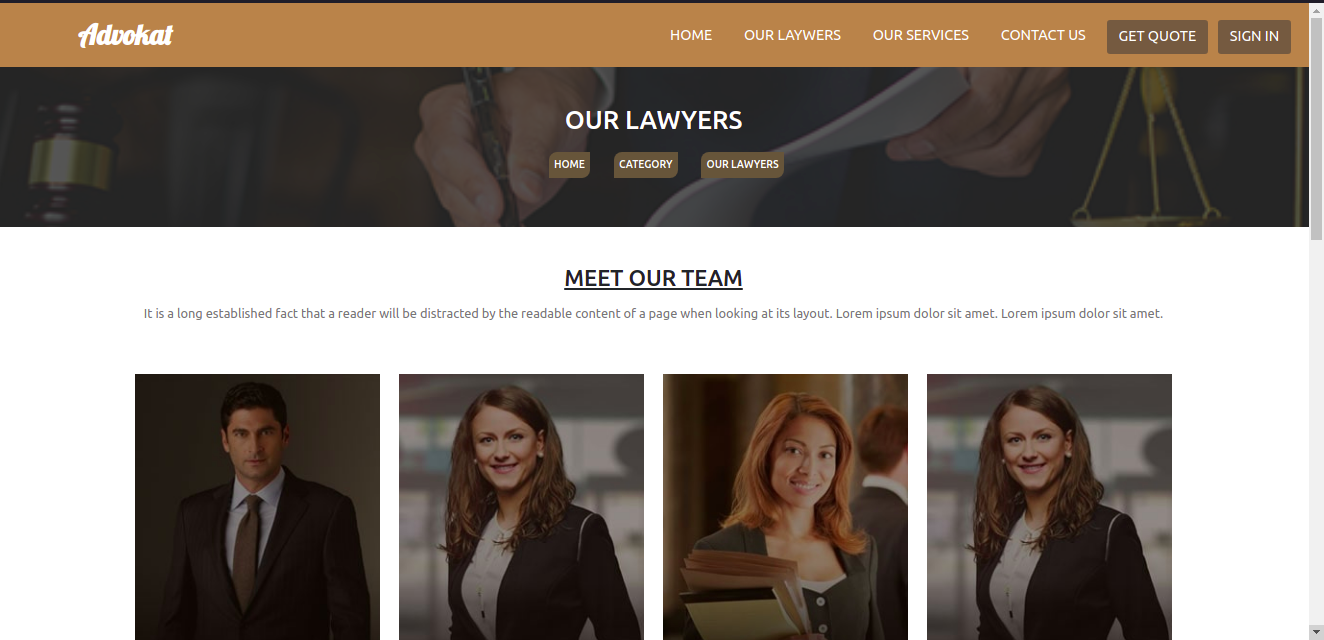 Advokat
HOME OUR LAYWERS OUR SERVICES CONTACT US GET QUOTE SIGN IN
OUR LAWYERS
HOME CATEGORY OUR LAWYERS
MEET OUR TEAM
It is a long established fact that a reader will be distracted by the readable content of a page when looking at its layout. Lorem ipsum dolor sit amet. Lorem ipsum dolor sit amet.